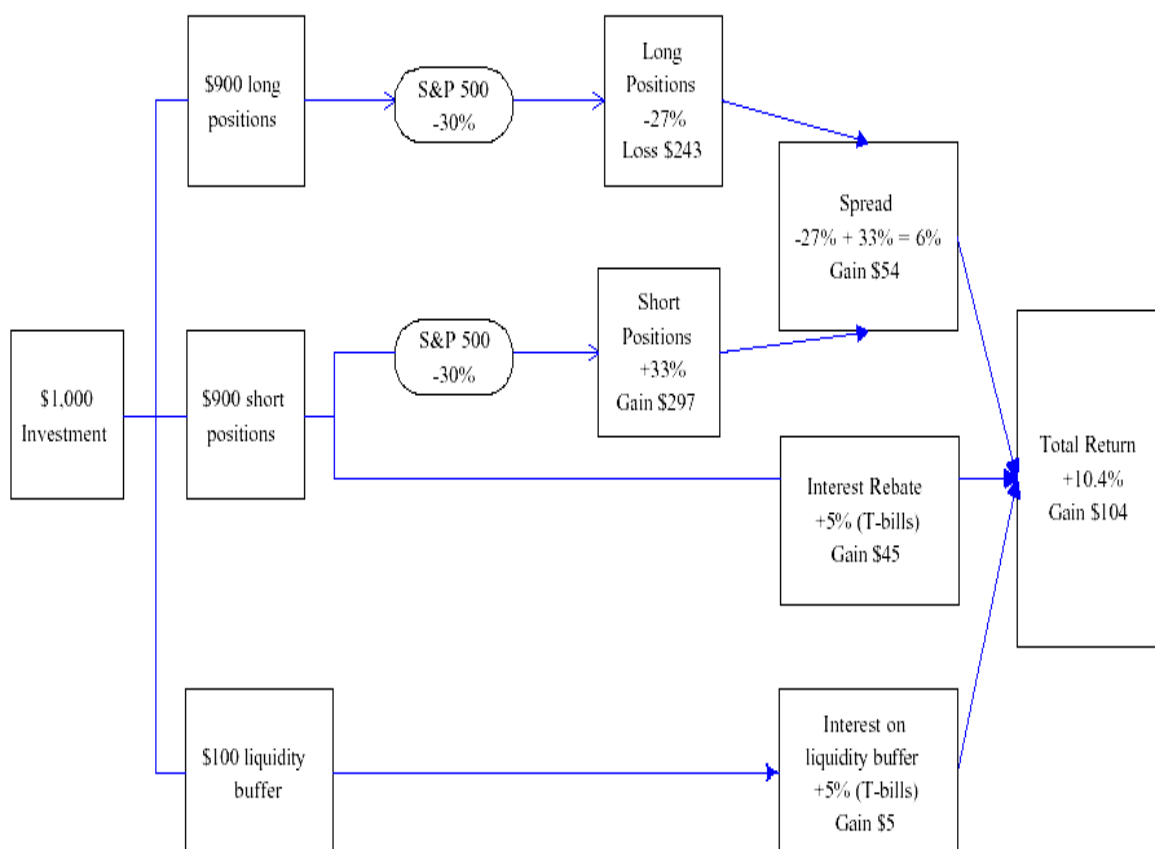 $1,000
Investment
$900 long
positions
S&P 500
-30%
Long
Positions
-27%
Loss $243
Spread
-27% + 33% = 6%
Gain $54
$900 short
positions
S&P 500
-30%
Short
Positions
+33%
Gain $297
Interest Rebate
+5% (T-bills)
Gain $45
$100 liquidity
buffer
Interest on
liquidity buffer
+5% (T-bills)
Gain $5
Total Return
+10.4%
Gain $104